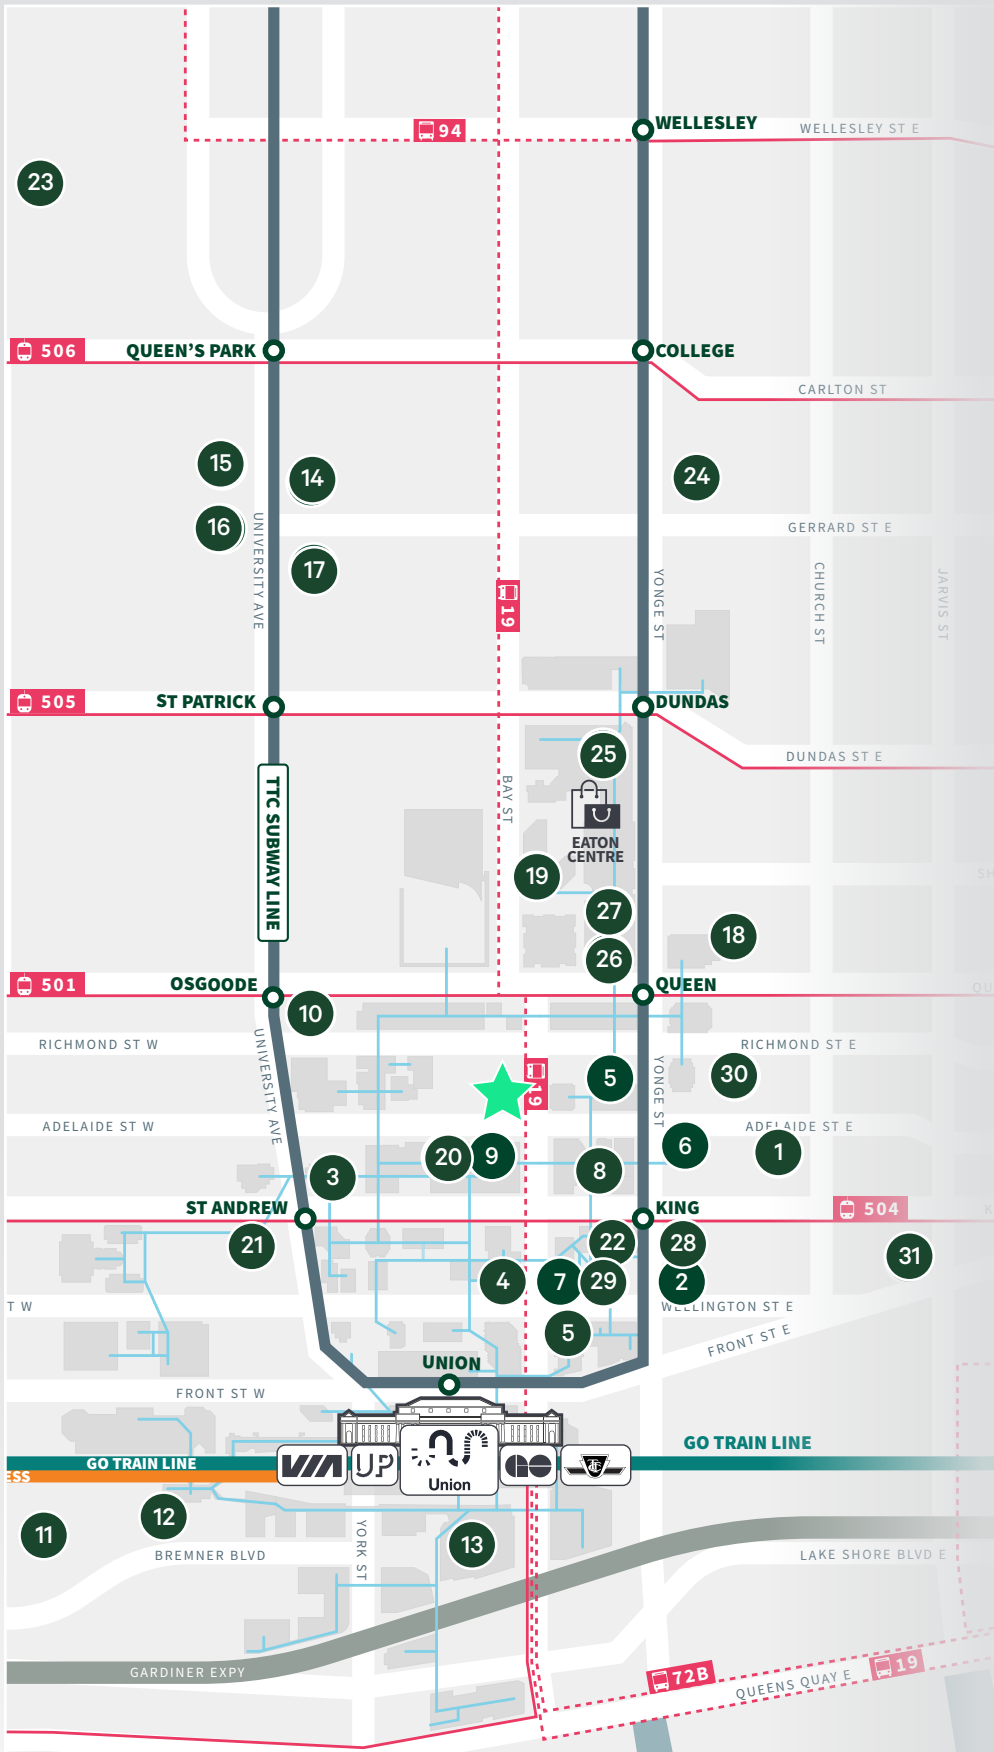 WELLESLEY
WELLESLEY ST E
94
23
506
QUEEN'S PARK
COLLEGE
CARLTON ST
15
14
24
16
UNIVERSITY AVE
GERRARD ST E
17
YONGE ST
CHURCH ST
JARVIS ST
19
505
ST PATRICK
DUNDAS
25
DUNDAS ST E
TTC SUBWAY LINE
BAY ST
EATON
CENTRE
19
SH
27
18
26
501
OSGOODE
QUEEN
QU
10
RICHMOND ST W
UNIVERSITY AVE
RICHMOND ST E
5
YONGE ST
30
19
ADELAIDE ST W
ADELAIDE ST E
6
1
20
9
8
3
ST ANDREW
KING
504
K
21
22
28
31
4
7
29
2
T W
WELLINGTON ST E
5
FRONT ST E
UNION
FRONT ST W
GO TRAIN LINE
GO TRAIN LINE
ESS
VIA
UP
Union
GO
TTC
12
11
13
BREMNER BLVD
YORK ST
LAKE SHORE BLVD E
GARDINER EXPY
72B
QUEENS QUAY E
19